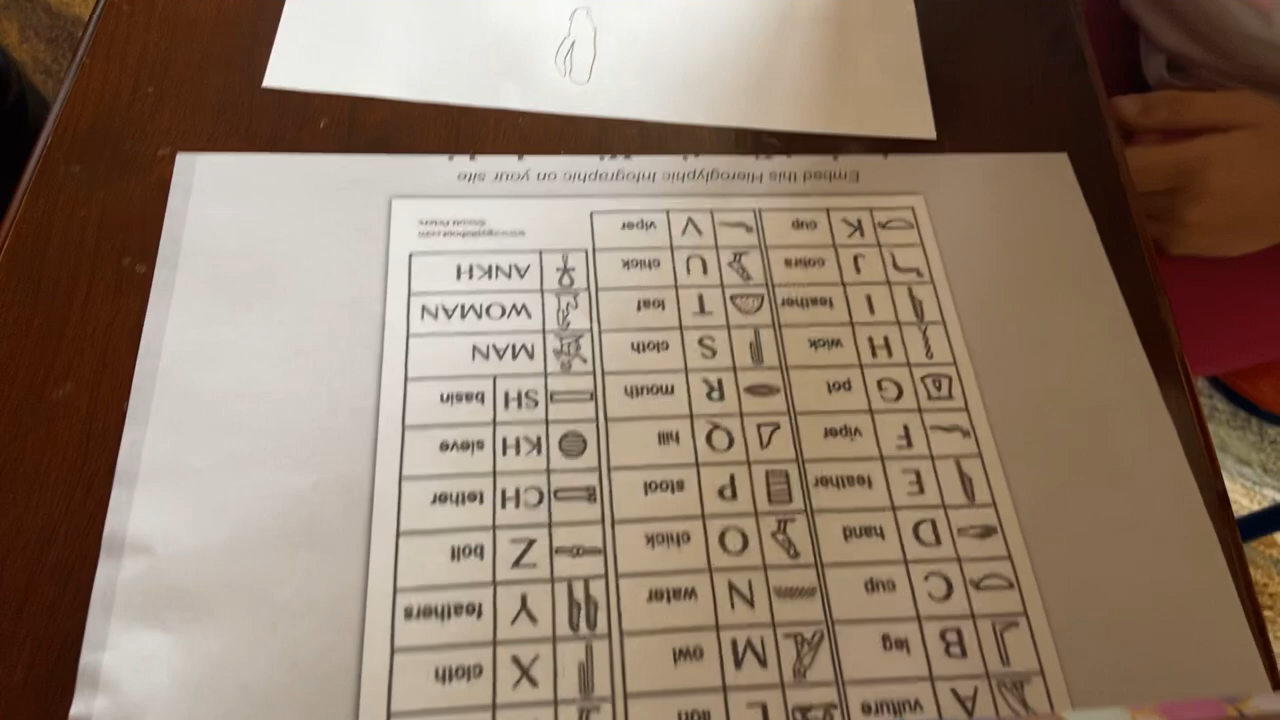 A vulture L lion
B leg M owl X cloth
C cup N water Y feathers
D hand O chick Z bolt
E feather P stool CH tether
F viper Q hill KH sieve
G pot R mouth SH basin
H wick S cloth MAN
I feather T loaf WOMAN
J cobra U chick ANKH
K cup V viper
Embed this Hieroglyphic Infographic on your site